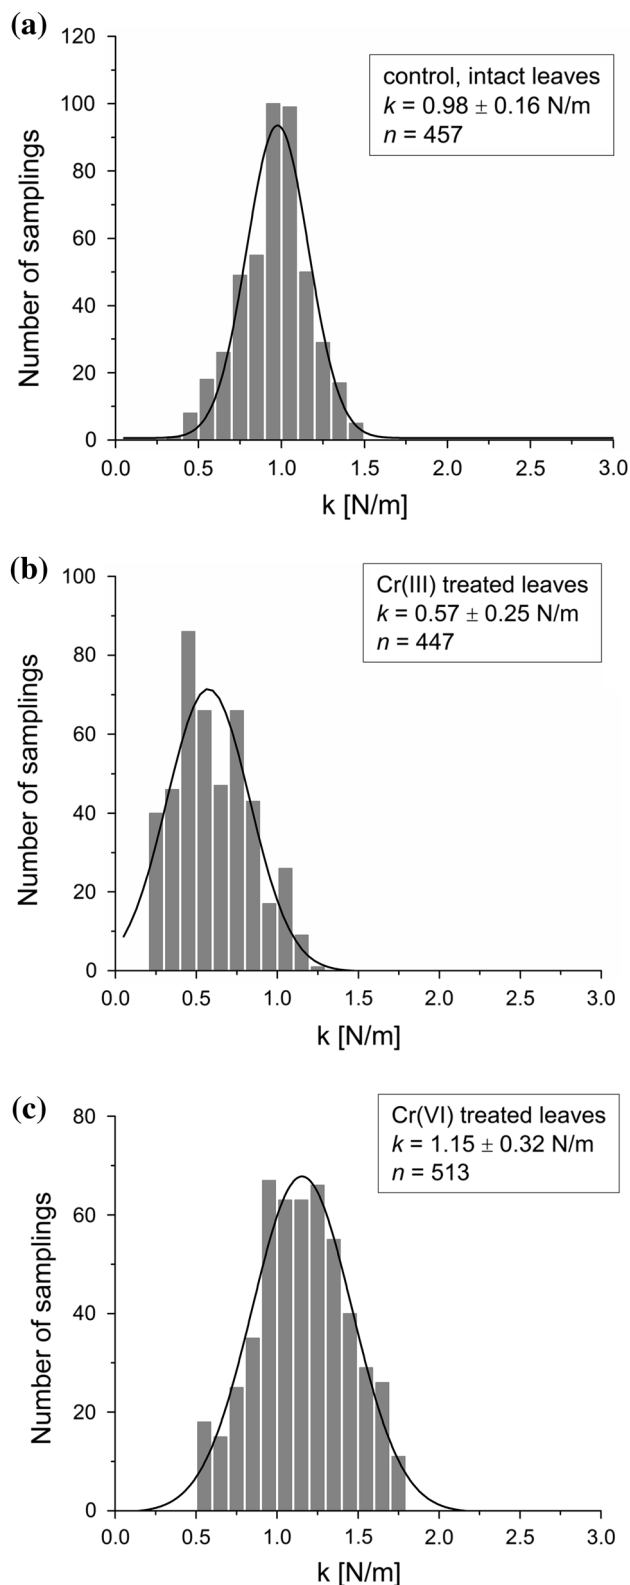 (a)
120
100
80
60
40
20
0
Number of samplings
control, intact leaves
k = 0.98 ± 0.16 N/m
n = 457
0.0 0.5 1.0 1.5 2.0 2.5 3.0
k [N/m]
(b)
100
80
60
40
20
0
Number of samplings
Cr(III) treated leaves
k = 0.57 ± 0.25 N/m
n = 447
0.0 0.5 1.0 1.5 2.0 2.5 3.0
k [N/m]
(c)
80
60
40
20
0
Number of samplings
Cr(VI) treated leaves
k = 1.15 ± 0.32 N/m
n = 513
0.0 0.5 1.0 1.5 2.0 2.5 3.0
k [N/m]